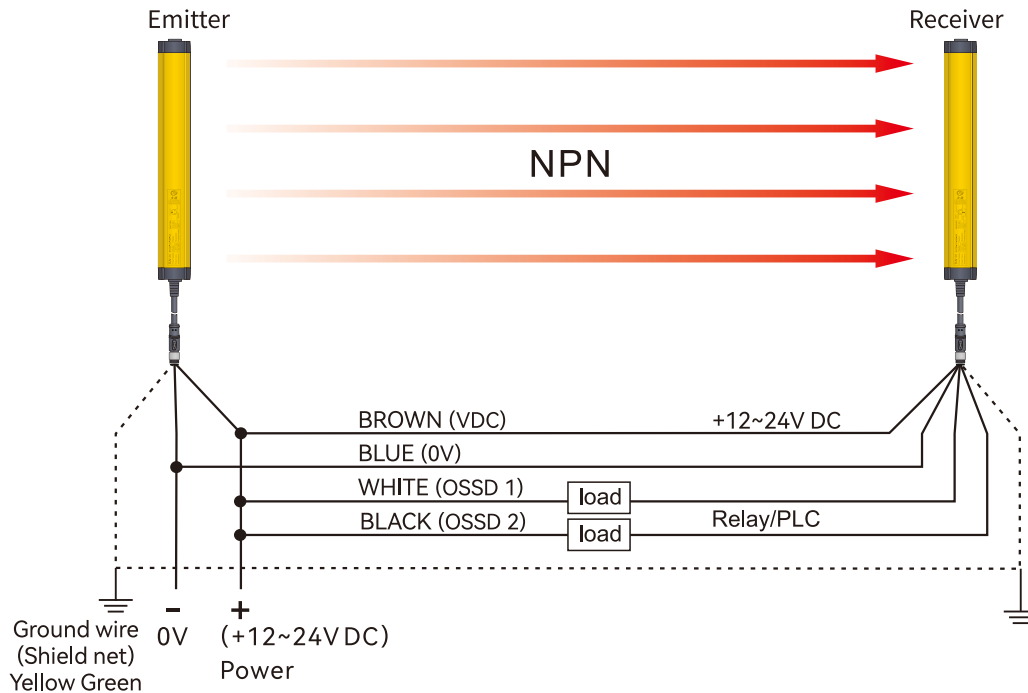 Emitter
Receiver
NPN
BROWN (VDC)
+12~24V DC
BLUE (0V)
WHITE (OSSD 1)
load
BLACK (OSSD 2)
load
Relay/PLC
-
+
Ground wire
(Shield net)
Yellow Green
0V
(+12~24V DC)
Power